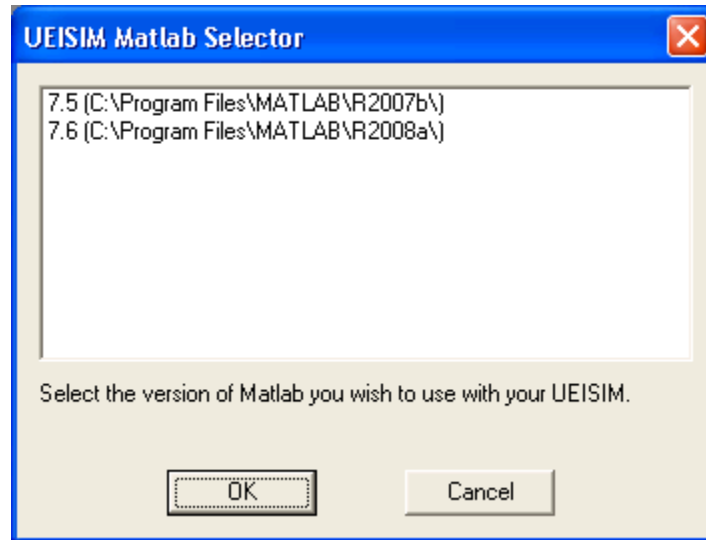 UEISIM Matlab Selector
7.5 (C:\Program Files\MATLAB\R2007b\)
7.6 (C:\Program Files\MATLAB\R2008a\)
Select the version of Matlab you wish to use with your UEISIM.
OK Cancel